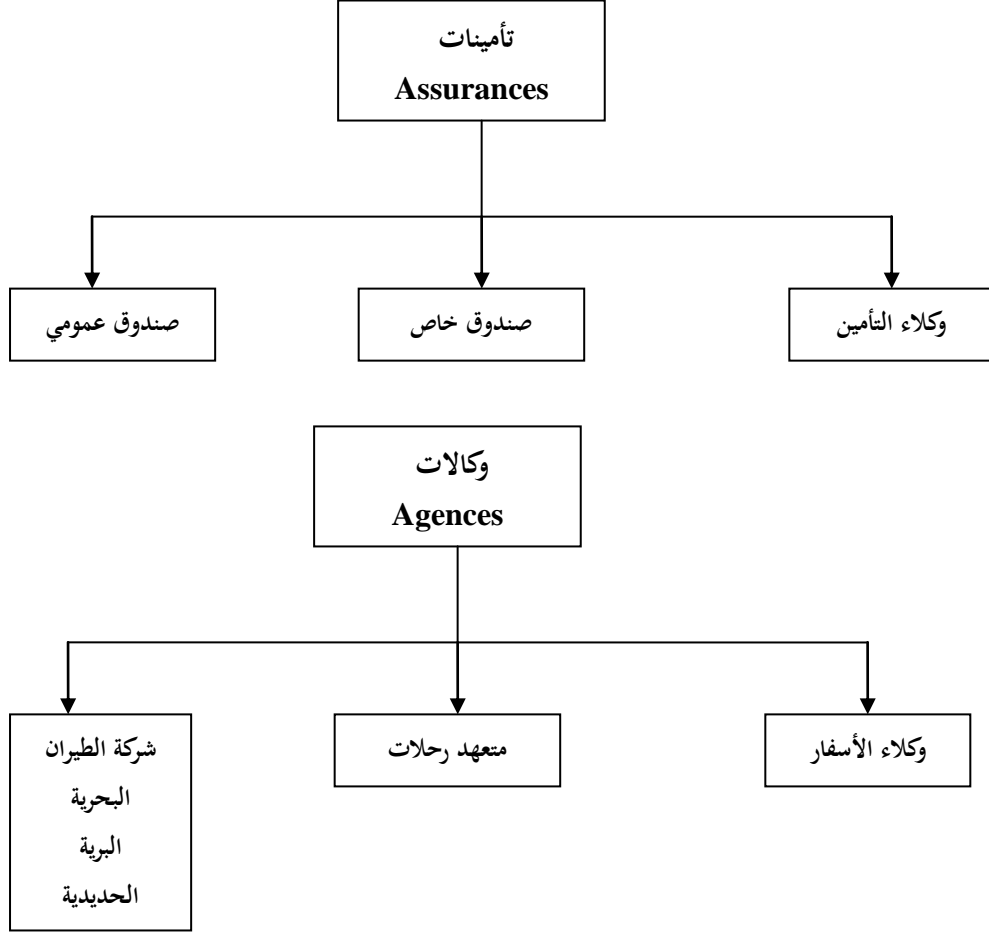 تأمينات
Assurances
وكلاء التأمين
صندوق خاص
صندوق عمومي
وكالات
Agences
وكلاء الأسفار
متعهد رحلات
شركة الطيران
البحرية
البرية
الحديدية